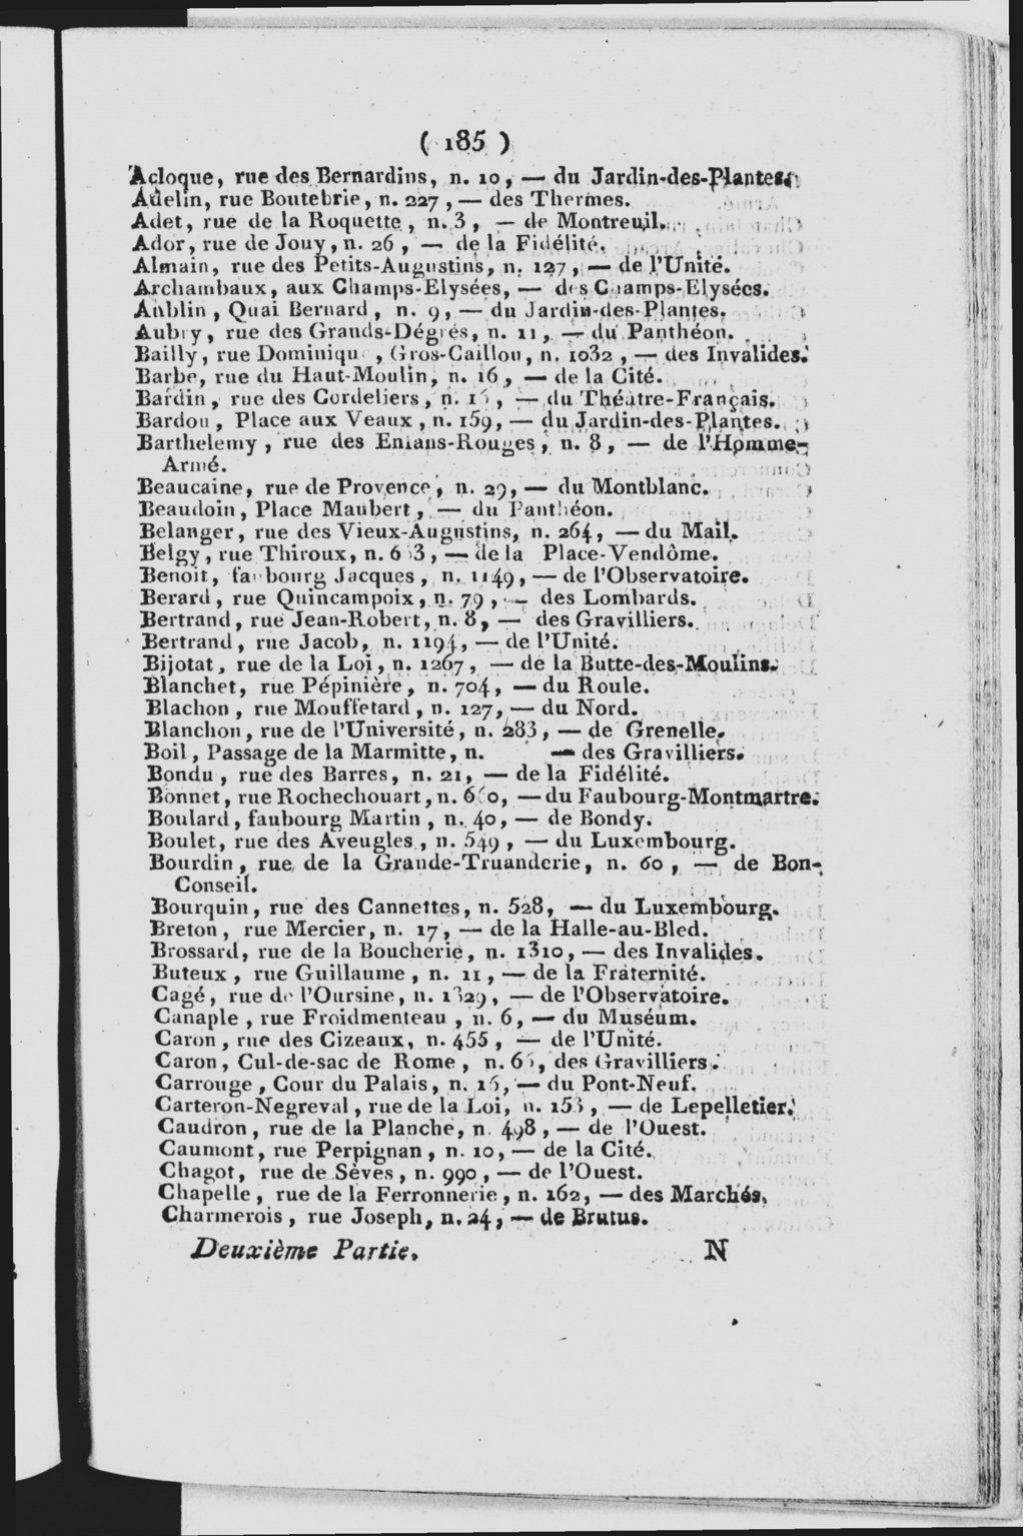 ( 185 )
Acloque, rue des Bernardins, n. 10, — du Jardin-des-Plantes.
Adelin, rue Boutebrie, n. 227, — des Thermes.
Adet, rue de la Roquette, n. 3, — de Montreuil.
Ador, rue de Jouy, n. 26, — de la Fidélité.
Almain, rue des Petits-Augustins, n. 127, — de l'Unité.
Archambaux, aux Champs-Elysées, — des Champs-Elysées.
Aublin, Quai Bernard, n. 9, — du Jardin-des-Plantes.
Aubry, rue des Grands-Dégrés, n. 11, — du Panthéon.
Bailly, rue Dominiqu , Gros-Caillou, n. 1032, — des Invalides.
Barbe, rue du Haut-Moulin, n. 16, — de la Cité.
Bardin, rue des Cordeliers, n. — du Théatre-Français.
Bardou, Place aux Veaux, n. 159, — du Jardin-des-Plantes.
Barthelemy, rue des Enfans-Rouges, n. 8, — de l'Homme-
Armé.
Beaucaine, rue de Provence, n. 29, — du Montblanc.
Beaudoin, Place Maubert, — du Panthéon.
Belanger, rue des Vieux-Augustins, n. 264, — du Mail.
Belgy, rue Thiroux, n. — de la Place-Vendôme.
Benoit, faubourg Jacques, n. 1149, — de l'Observatoire.
Berard, rue Quincampoix, n. 79, — des Lombards.
Bertrand, rue Jean-Robert, n. 8, — des Gravilliers.
Bertrand, rue Jacob, n. 1194, — de l'Unité.
Bijotat, rue de la Loi, n. 1267, — de la Butte-des-Moulins.
Blanchet, rue Pépinière, n. 704, — du Roule.
Blachon, rue Mouffetard, n. 127, — du Nord.
Blanchon, rue de l'Université, n. 283, — de Grenelle.
Boil, Passage de la Marmitte, n. — des Gravilliers.
Bondu, rue des Barres, n. 21, — de la Fidélité.
Bonnet, rue Rochechouart, n. — du Faubourg-Montmartre.
Boulard, faubourg Martin, n. 40, — de Bondy.
Boulet, rue des Aveugles, n. 549, — du Luxembourg.
Bourdin, rue de la Grande-Truanderie, n. 60, — de Bon-
Conseil.
Bourquin, rue des Cannettes, n. 528, — du Luxembourg.
Breton, rue Mercier, n. 17, — de la Halle-au-Bled.
Brossard, rue de la Boucherie, n. 1310, — des Invalides.
Buteux, rue Guillaume, n. 11, — de la Fraternité.
Cagé, rue de l'Oursine, n. 1329, — de l'Observatoire.
Canaple, rue Froidmenteau, n. 6, — du Muséum.
Caron, rue des Cizeaux, n. 455, — de l'Unité.
Caron, Cul-de-sac de Rome, n. des Gravilliers.
Carrouge, Cour du Palais, n. — du Pont-Neuf.
Carteron-Negreval, rue de la Loi, n. 153, — de Lepelletier.
Caudron, rue de la Planche, n. 498, — de l'Ouest.
Caumont, rue Perpignan, n. 10, — de la Cité.
Chagot, rue de Sèves, n. 990, — de l'Ouest.
Chapelle, rue de la Ferronnerie, n. 162, — des Marchés.
Charmerois, rue Joseph, n. 24, — de Brutus.
Deuxième Partie. N